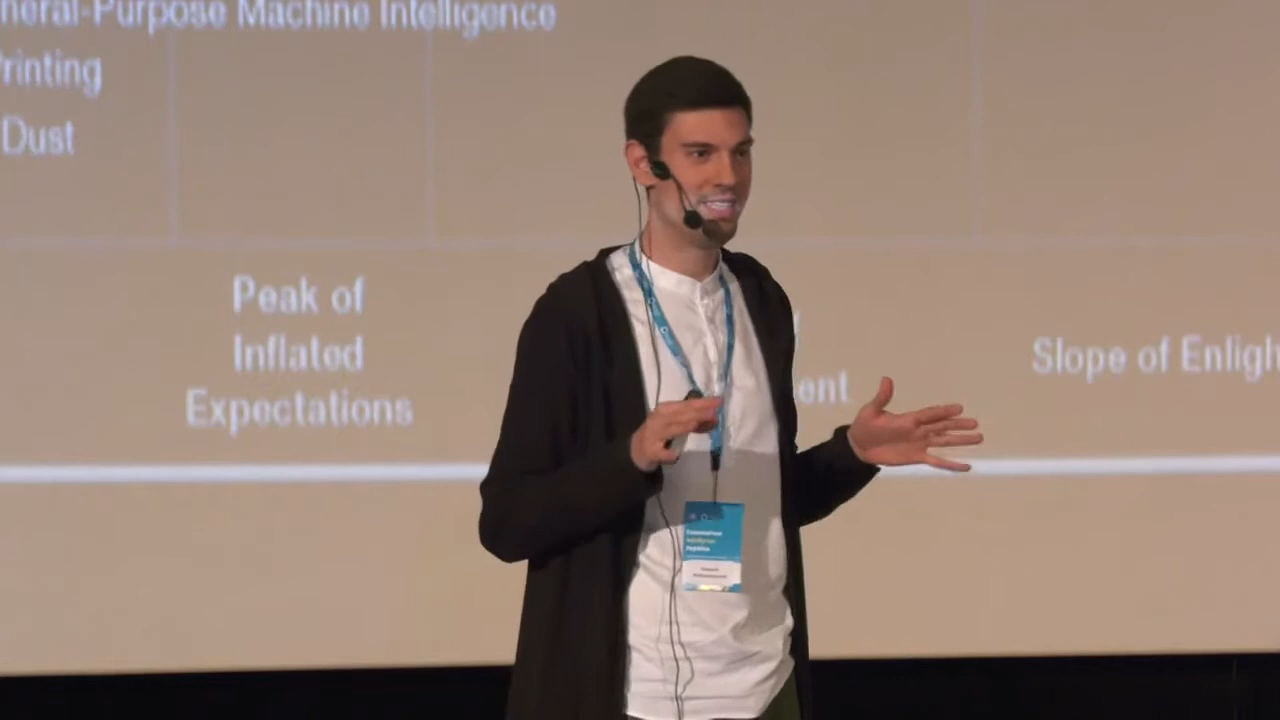 neral-Purpose Machine Intelligence
Printing
Dust
Peak of
Inflated
Expectations
ent
Slope of Enligh